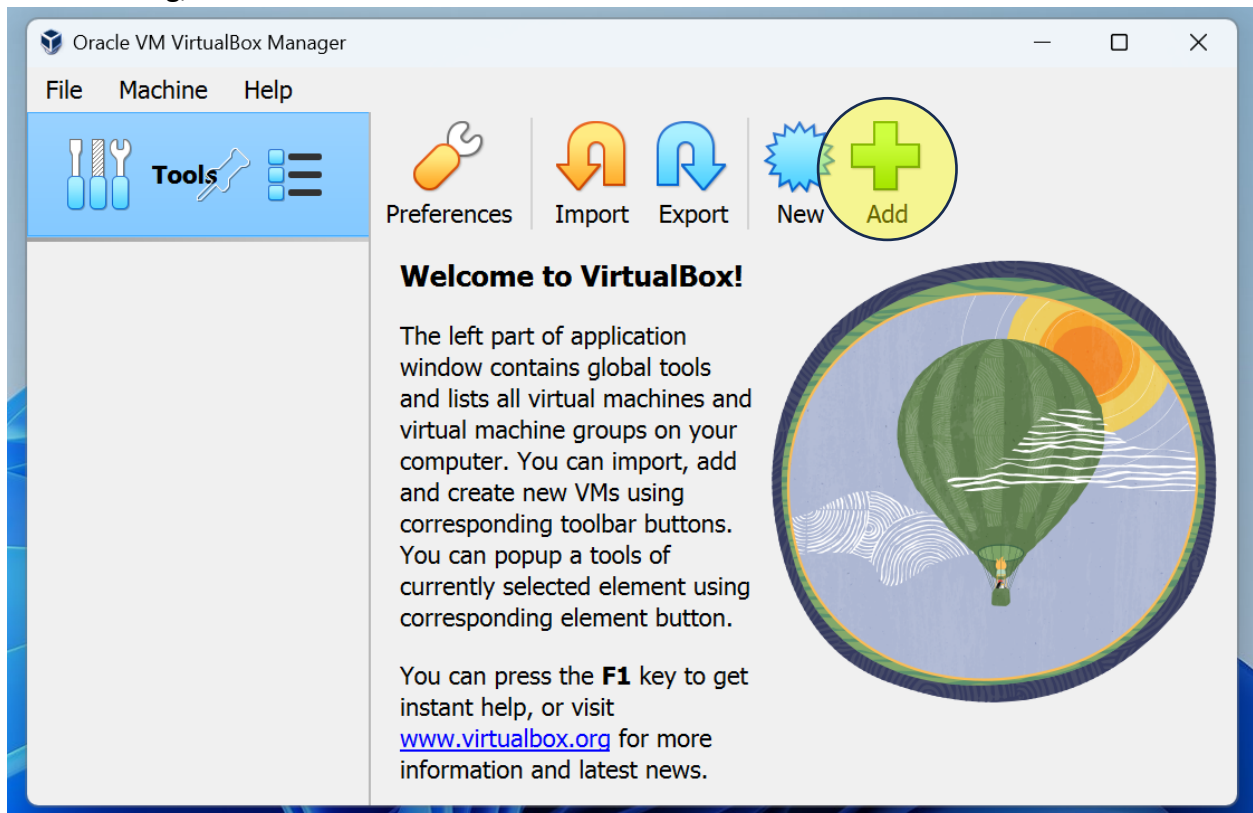 Oracle VM VirtualBox Manager
File Machine Help
Tools
Preferences Import Export New Add
Welcome to VirtualBox!
The left part of application
window contains global tools
and lists all virtual machines and
virtual machine groups on your
computer. You can import, add
and create new VMs using
corresponding toolbar buttons.
You can popup a tools of
currently selected element using
corresponding element button.
You can press the F1 key to get
instant help, or visit
www.virtualbox.org for more
information and latest news.